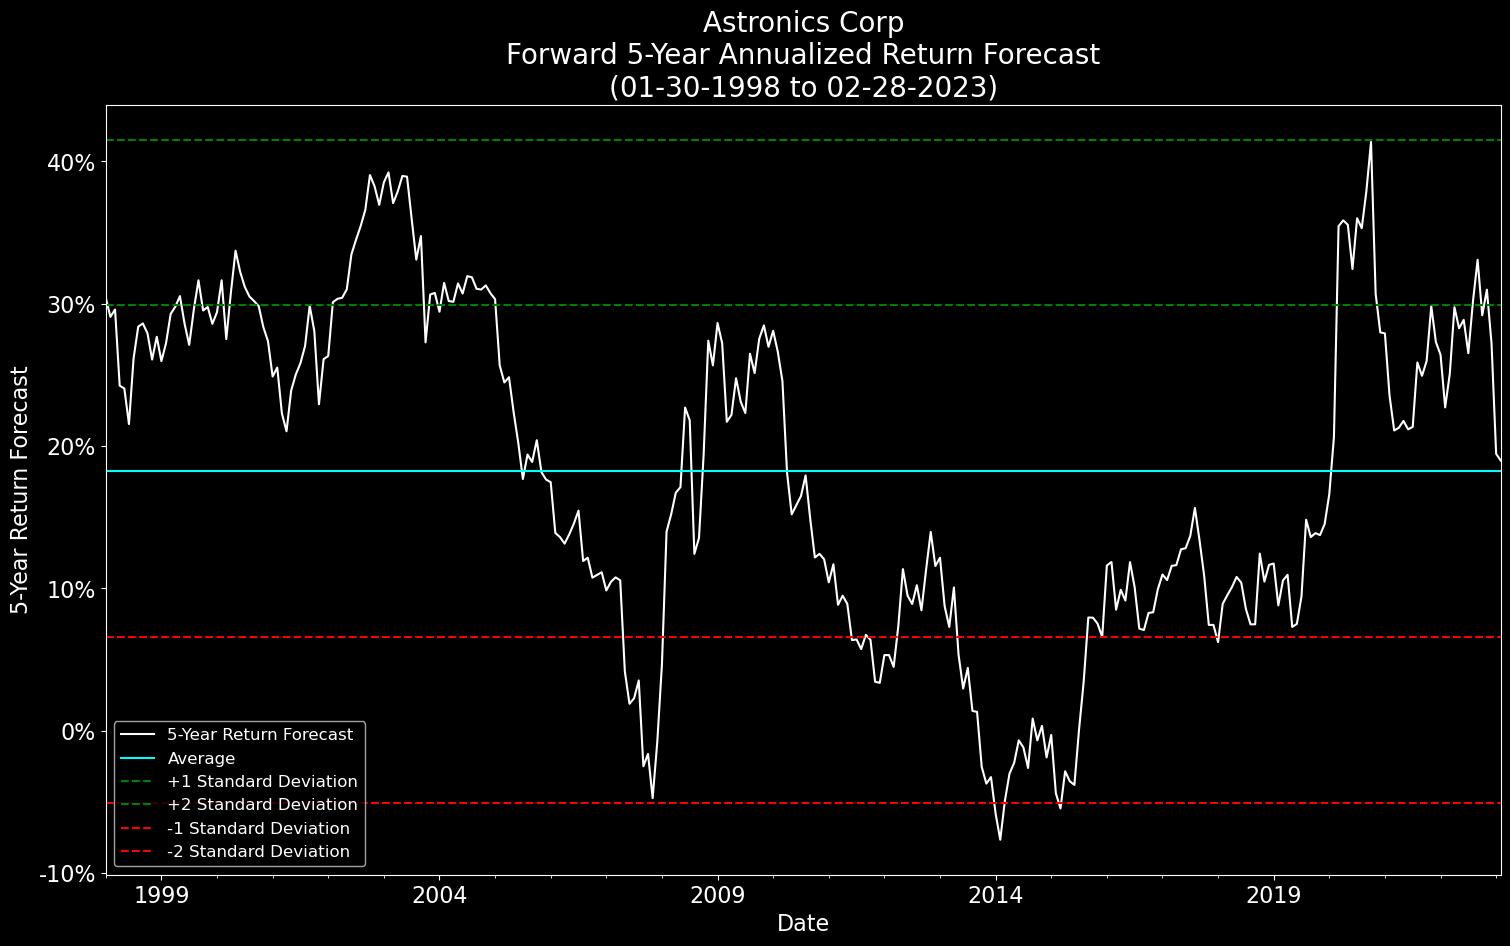 Astronics Corp
Forward 5-Year Annualized Return Forecast
(01-30-1998 to 02-28-2023)
5-Year Return Forecast
40%
30%
20%
10%
0%
-10%
5-Year Return Forecast
Average
+1 Standard Deviation
+2 Standard Deviation
-1 Standard Deviation
-2 Standard Deviation
1999 2004 2009 2014 2019
Date